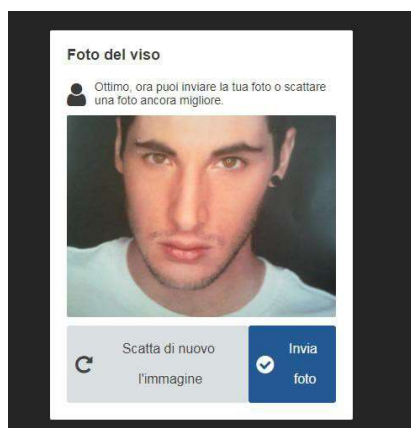 Foto del viso
Ottimo, ora puoi inviare la tua foto o scattare
una foto ancora migliore.
Scatta di nuovo
l'immagine
Invia
foto